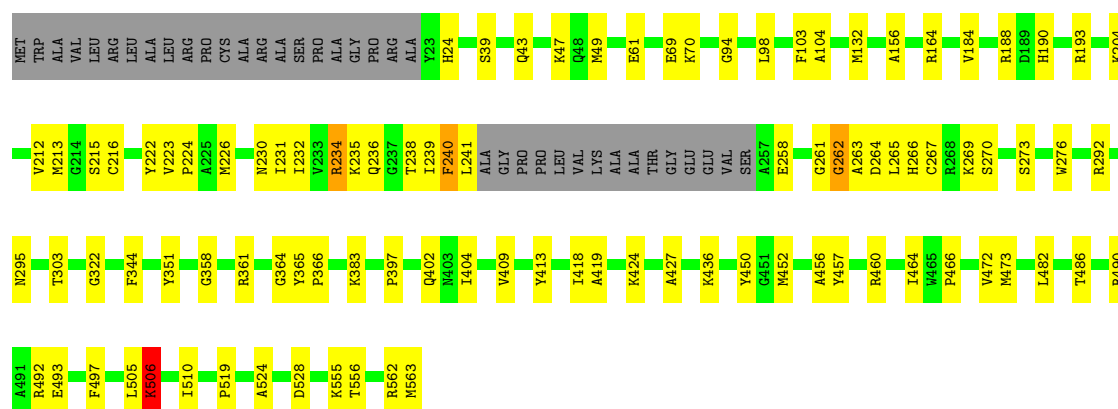 MET TRP ALA VAL LEU ARG LEU ALA LEU ARG PRO CYS ALA ARG ALA SER PRO ALA GLY PRO ARG ALA Y23 H24 S39 Q43 K47 Q48 M49 E61 E69 K70 G94 L98 F103 A104 M132 A156 R164 V184 R188 D189 H190 R193 K204
V212 M213 G214 S215 C216 Y222 V223 P224 A225 M226 N230 I231 I232 V233 R234 K235 Q236 G237 T238 I239 F240 L241 ALA GLY PRO PRO LEU VAL LYS ALA ALA THR GLY GLU GLU VAL SER A257 E258 G261 G262 A263 D264 L265 H266 C267 R268 K269 S270 S273 W276 R292
N295 T303 G322 F344 Y351 G358 R361 G364 Y365 P366 K383 P397 Q402 N403 I404 V409 Y413 I418 A419 K424 A427 K436 Y450 G451 M452 A456 Y457 R460 I464 W465 P466 V472 M473 L482 T486 R490
A491 R492 E493 F497 L505 K506 I510 P519 A524 D528 K555 T556 R562 M563